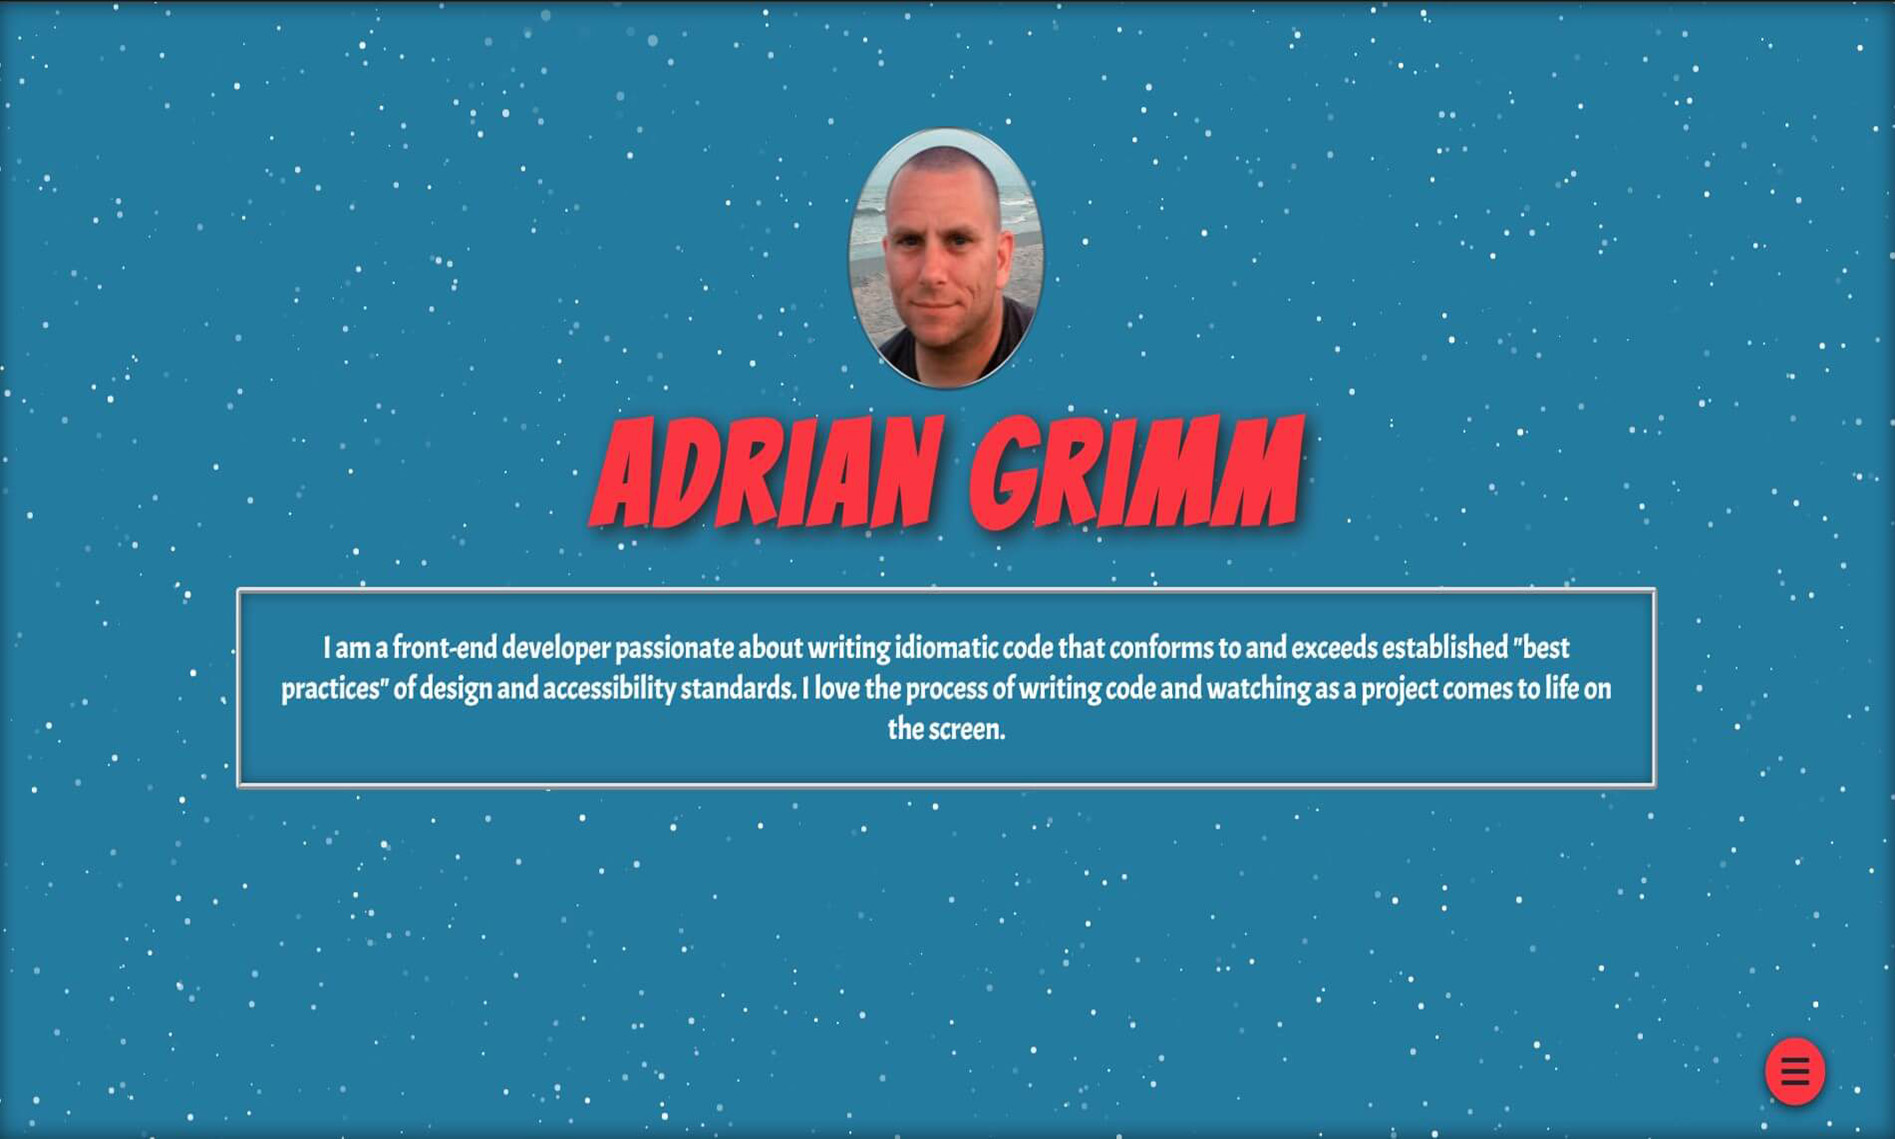 ADRIAN GRIMM
I am a front-end developer passionate about writing idiomatic code that conforms to and exceeds established "best
practices" of design and accessibility standards. I love the process of writing code and watching as a project comes to life on
the screen.